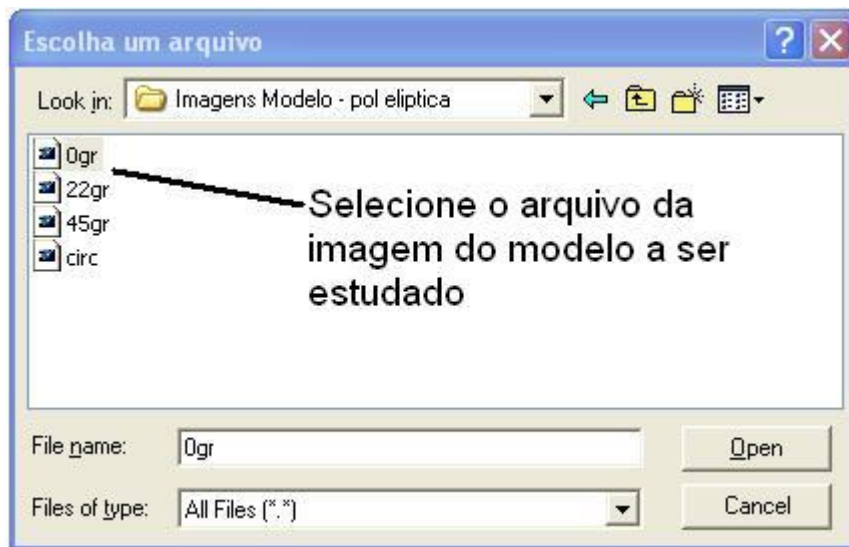 Escolha um arquivo
Look in: Imagens Modelo - pol eliptica
0gr
22gr
45gr
circ
Selecione o arquivo da
imagem do modelo a ser
estudado
File name: 0gr Open
Files of type: All Files (*.*) Cancel